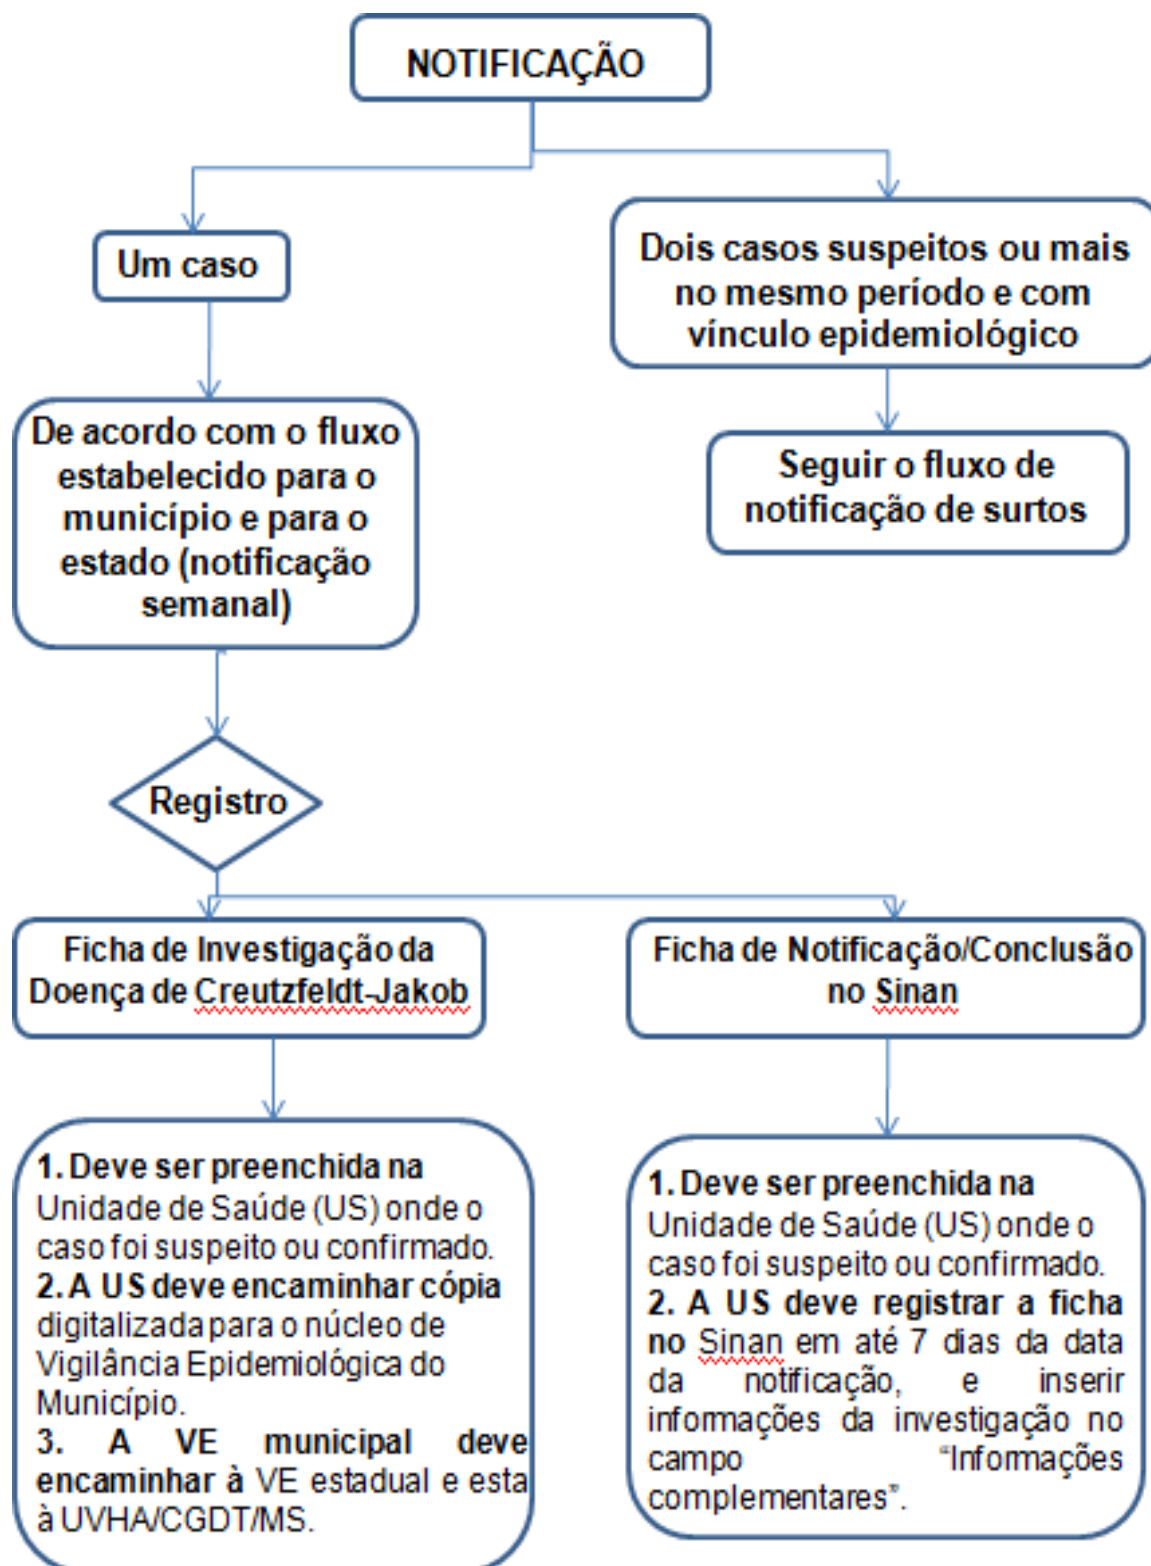 NOTIFICAÇÃO
Um caso
Dois casos suspeitos ou mais
no mesmo período e com
vínculo epidemiológico
De acordo com o fluxo
estabelecido para o
município e para o
estado (notificação
semanal)
Seguir o fluxo de
notificação de surtos
Registro
Ficha de Investigação da
Doença de Creutzfeldt-Jakob
Ficha de Notificação/Conclusão
no Sinan
1. Deve ser preenchida na
Unidade de Saúde (US) onde o
caso foi suspeito ou confirmado.
2. A US deve encaminhar cópia
digitalizada para o núcleo de
Vigilância Epidemiológica do
Município.
3. A VE municipal deve
encaminhar à VE estadual e esta
à UVHA/CGDT/MS.
1. Deve ser preenchida na
Unidade de Saúde (US) onde o
caso foi suspeito ou confirmado.
2. A US deve registrar a ficha
no Sinan em até 7 dias da data
da notificação, e inserir
informações da investigação no
campo “Informações
complementares”.